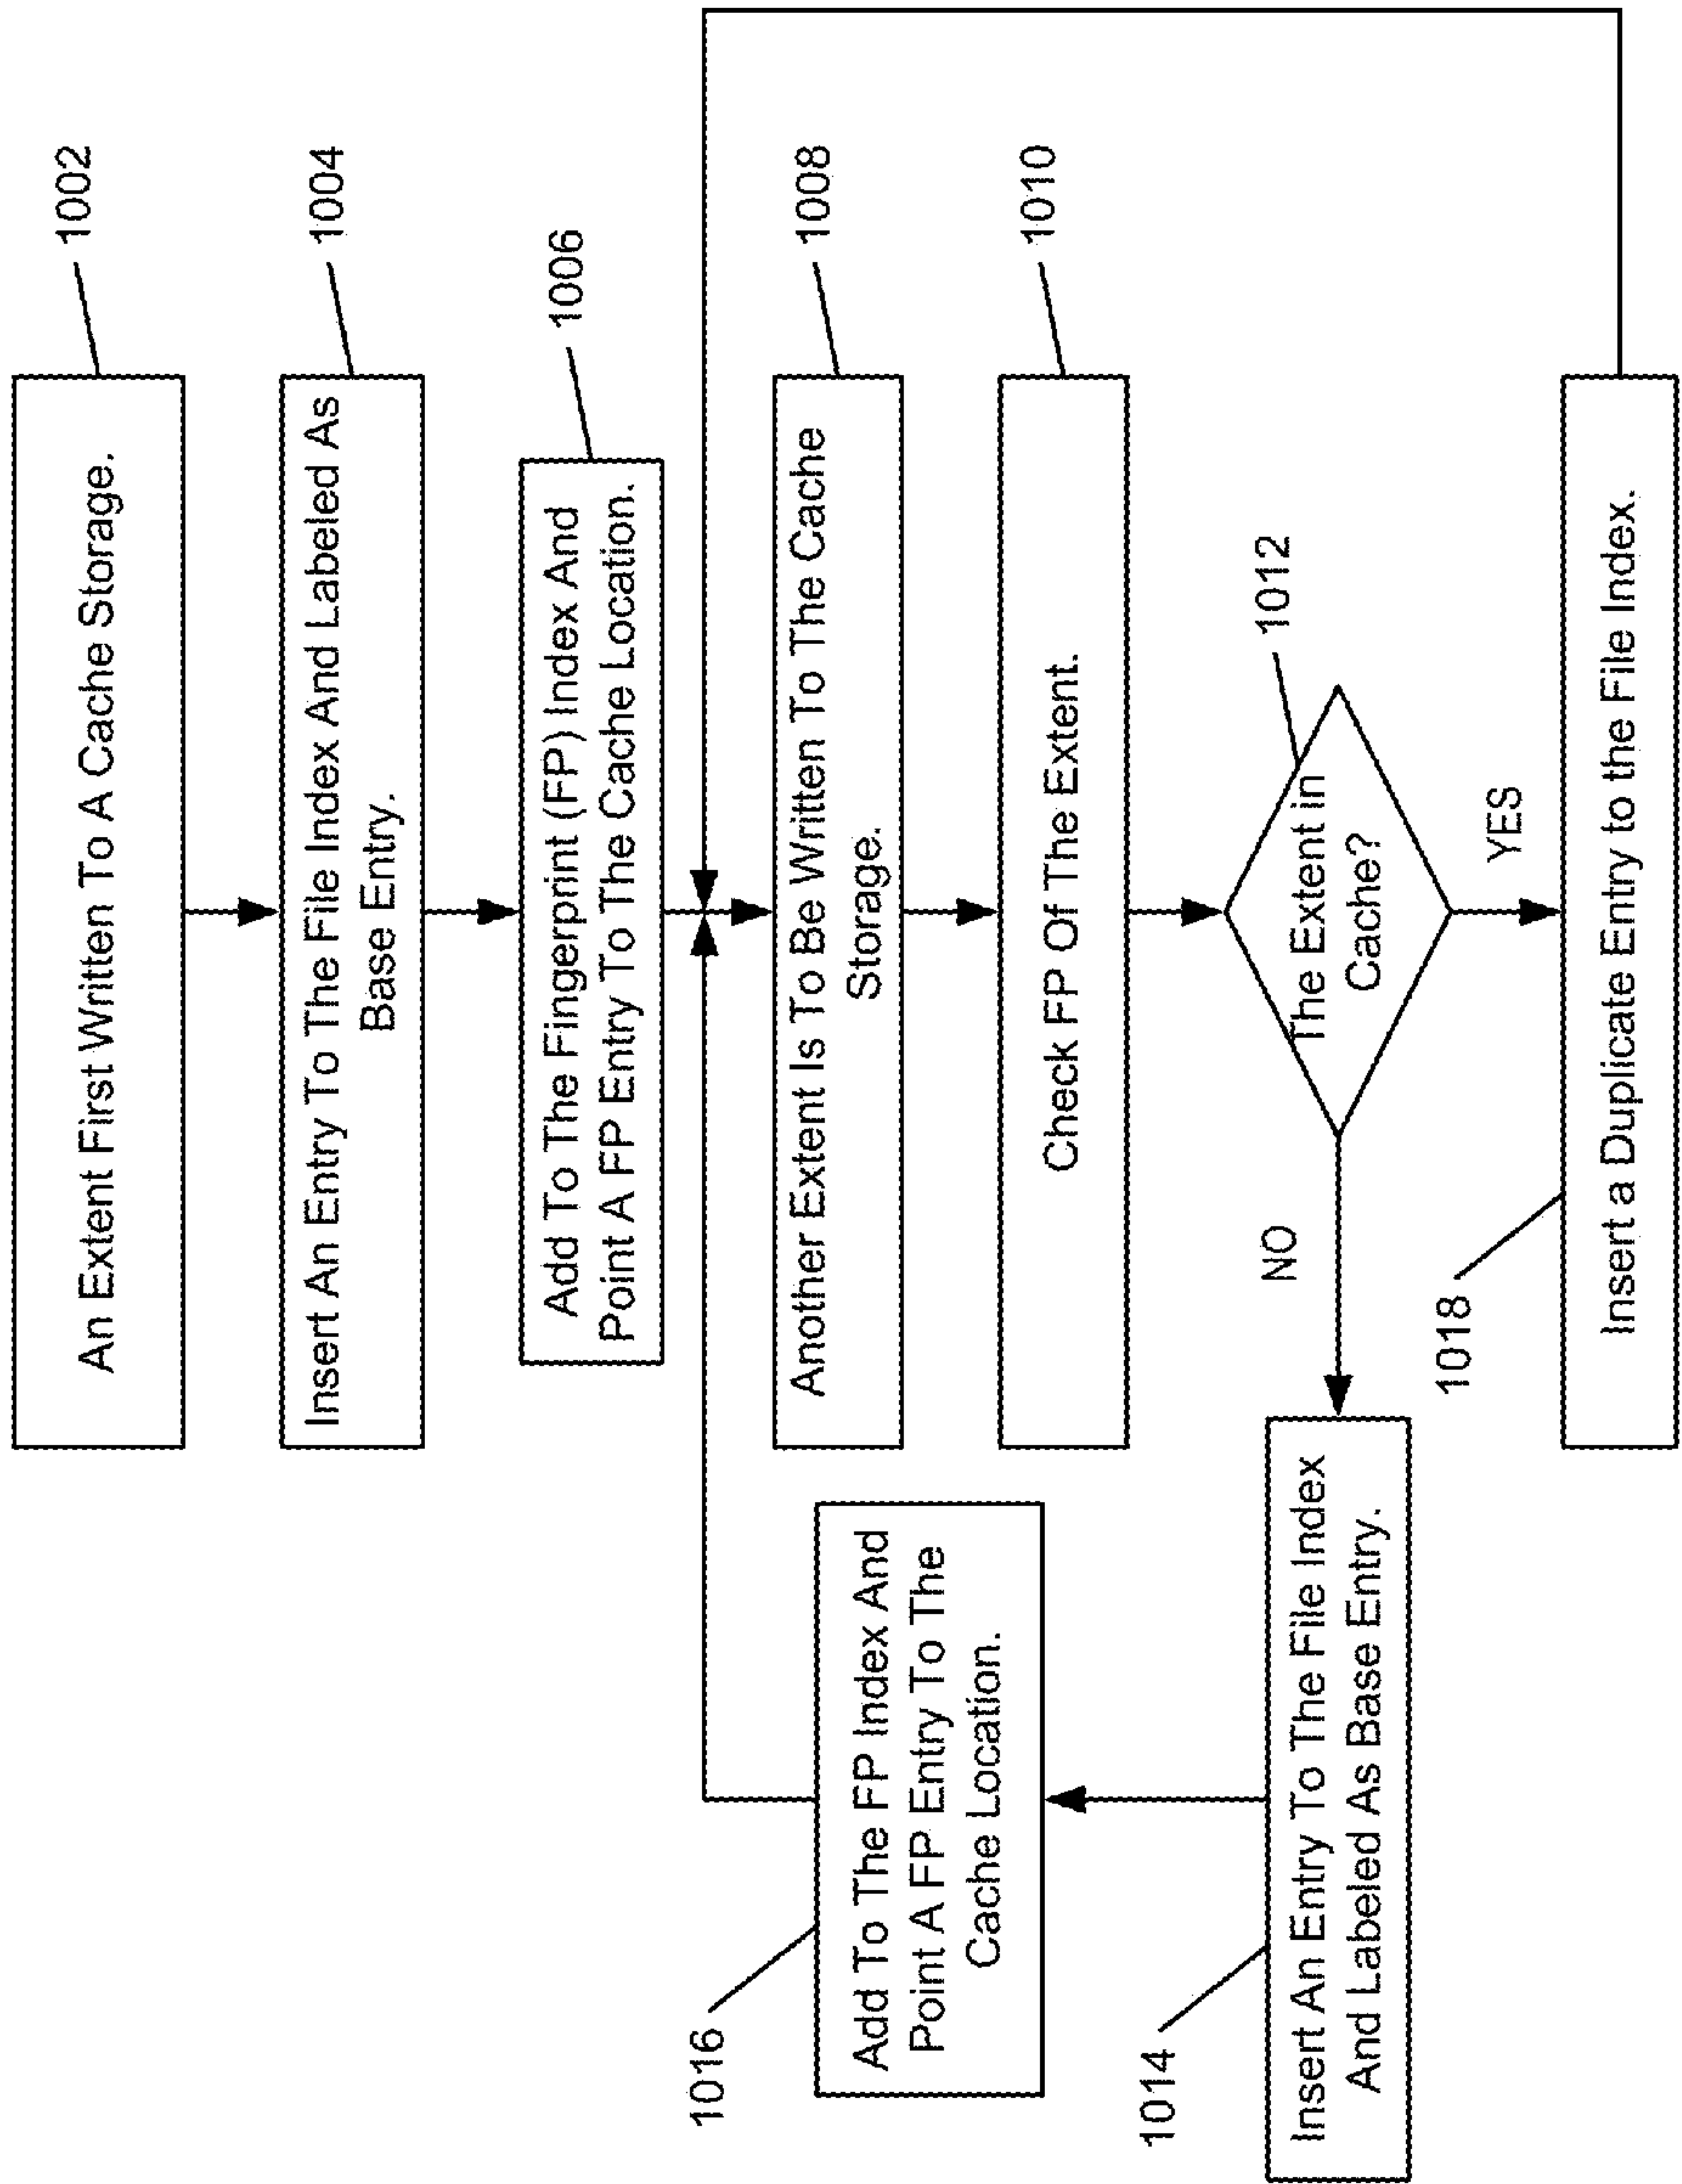 An Extent First Written To A Cache Storage.
1002
Insert An Entry To The File Index And Labeled As
Base Entry.
1004
Add To The Fingerprint (FP) Index And
Point A FP Entry To The Cache Location.
1006
Another Extent Is To Be Written To The Cache
Storage.
1008
Check FP Of The Extent.
1010
The Extent in
Cache?
1012
NO
YES
Insert An Entry To The File Index
And Labeled As Base Entry.
1014
Add To The FP Index And
Point A FP Entry To The
Cache Location.
1016
Insert a Duplicate Entry to the File Index.
1018